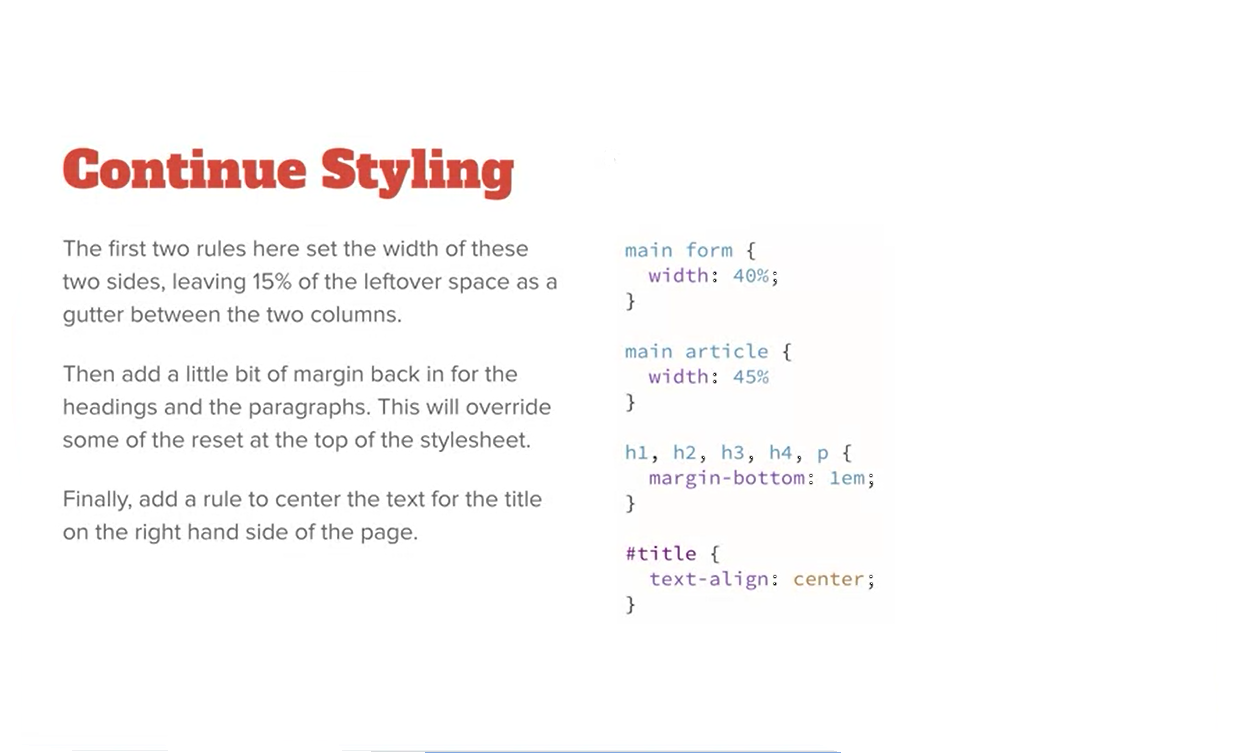 Continue Styling
The first two rules here set the width of these
two sides, leaving 15% of the leftover space as a
gutter between the two columns.
Then add a little bit of margin back in for the
headings and the paragraphs. This will override
some of the reset at the top of the stylesheet.
Finally, add a rule to center the text for the title
on the right hand side of the page.
main form {
  width: 40%;
}
main article {
  width: 45%
}
h1, h2, h3, h4, p {
  margin-bottom: 1em;
}
#title {
  text-align: center;
}